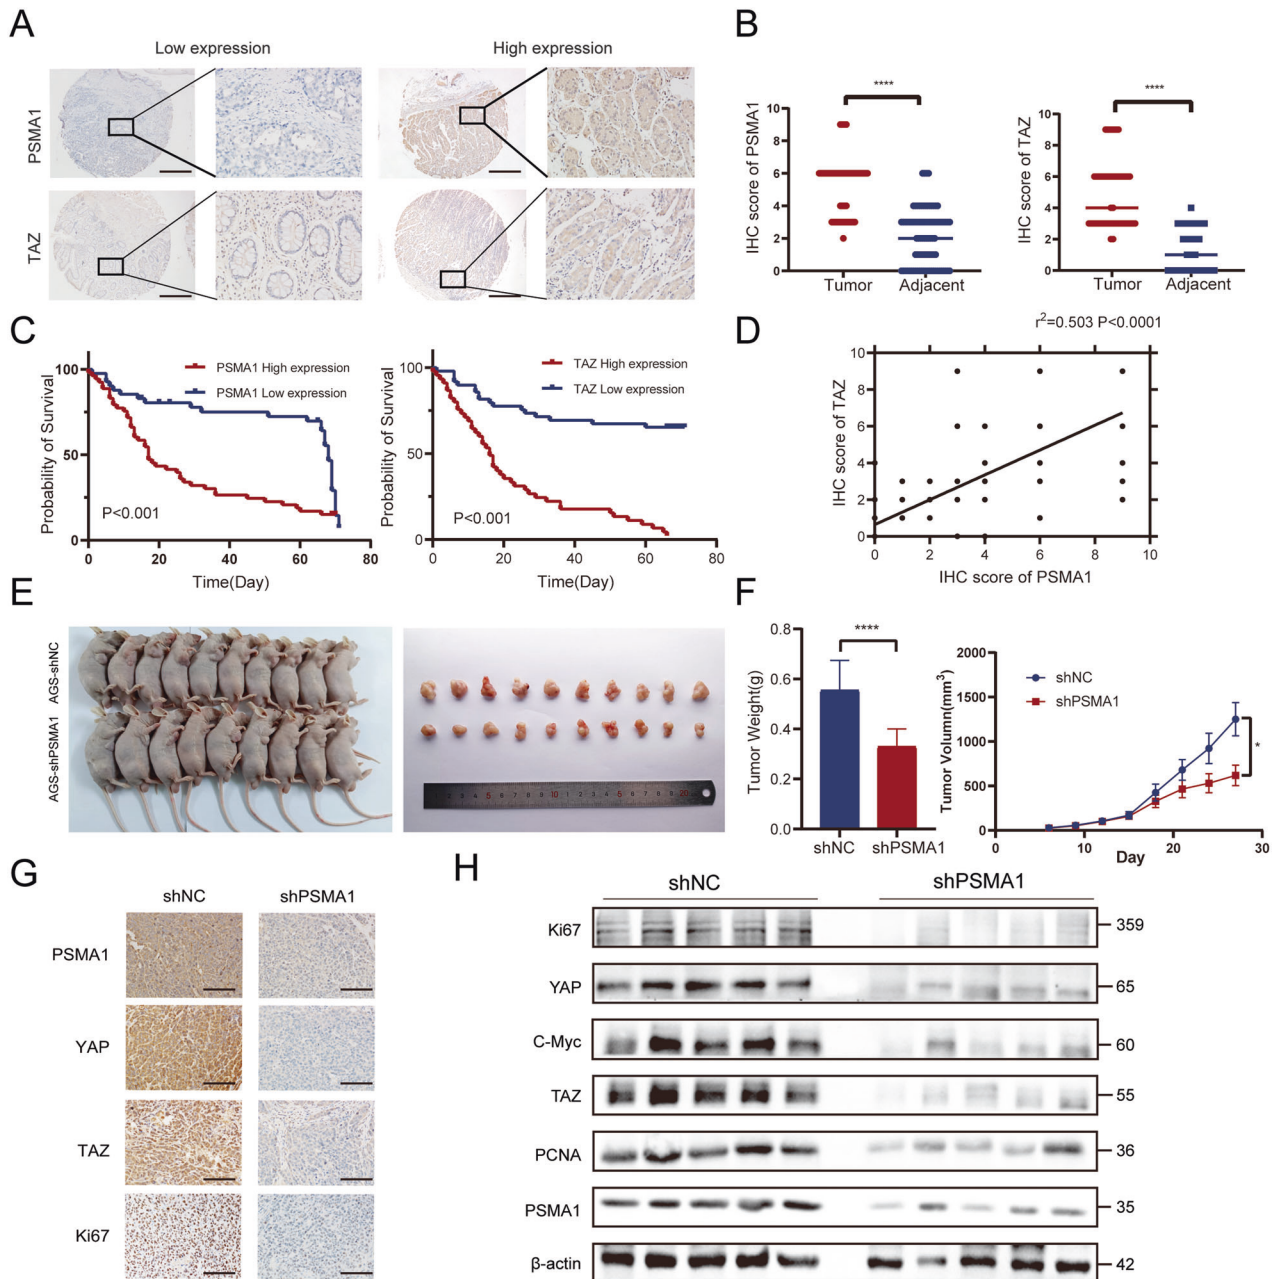 A
Low expression
High expression
PSMA1
TAZ
B
****
IHC score of PSMA1
10
8
6
4
2
0
Tumor
Adjacent
****
IHC score of TAZ
10
8
6
4
2
0
Tumor
Adjacent
C
Probability of Survival
100
50
0
PSMA1 High expression
PSMA1 Low expression
P<0.001
0
20
40
60
80
Time(Day)
Probability of Survival
100
50
0
TAZ High expression
TAZ Low expression
P<0.001
0
20
40
60
80
Time(Day)
D
r²=0.503 P<0.0001
IHC score of TAZ
10
8
6
4
2
0
0
2
4
6
8
10
IHC score of PSMA1
E
AGS-shNC
AGS-shPSMA1
F
****
Tumor Weight(g)
0.8
0.6
0.4
0.2
0.0
shNC
shPSMA1
Tumor Volumn(mm³)
2000
1500
1000
500
0
shNC
shPSMA1
*
0
10
20
30
Day
G
shNC
shPSMA1
PSMA1
YAP
TAZ
Ki67
H
shNC
shPSMA1
Ki67
359
YAP
65
C-Myc
60
TAZ
55
PCNA
36
PSMA1
35
β-actin
42